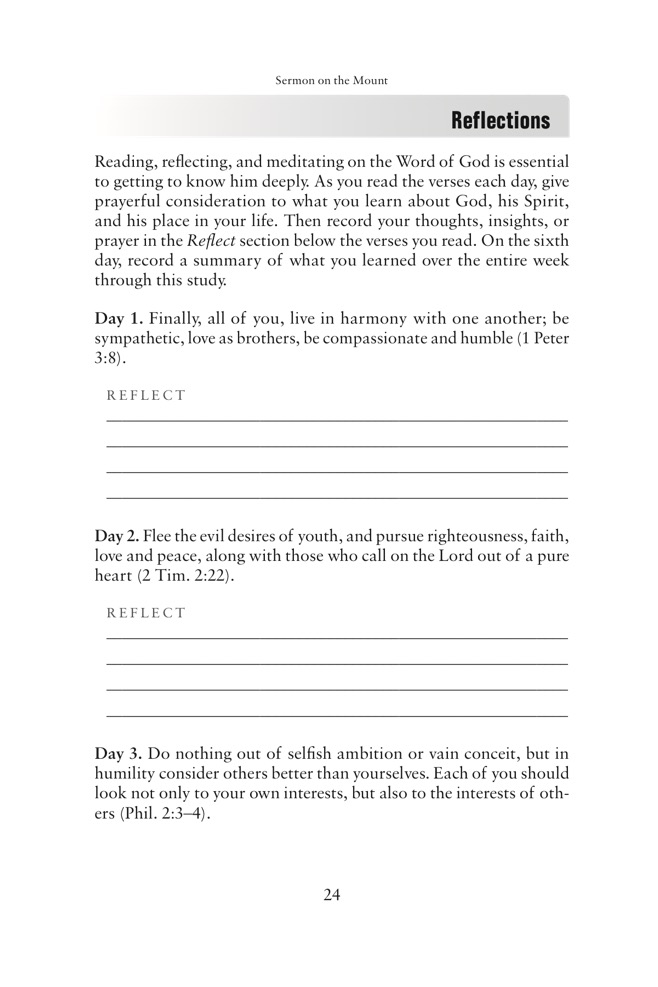 Sermon on the Mount
Reflections
Reading, reflecting, and meditating on the Word of God is essential
to getting to know him deeply. As you read the verses each day, give
prayerful consideration to what you learn about God, his Spirit,
and his place in your life. Then record your thoughts, insights, or
prayer in the Reflect section below the verses you read. On the sixth
day, record a summary of what you learned over the entire week
through this study.
Day 1. Finally, all of you, live in harmony with one another; be
sympathetic, love as brothers, be compassionate and humble (1 Peter
3:8).
REFLECT
Day 2. Flee the evil desires of youth, and pursue righteousness, faith,
love and peace, along with those who call on the Lord out of a pure
heart (2 Tim. 2:22).
REFLECT
Day 3. Do nothing out of selfish ambition or vain conceit, but in
humility consider others better than yourselves. Each of you should
look not only to your own interests, but also to the interests of oth-
ers (Phil. 2:3–4).
24